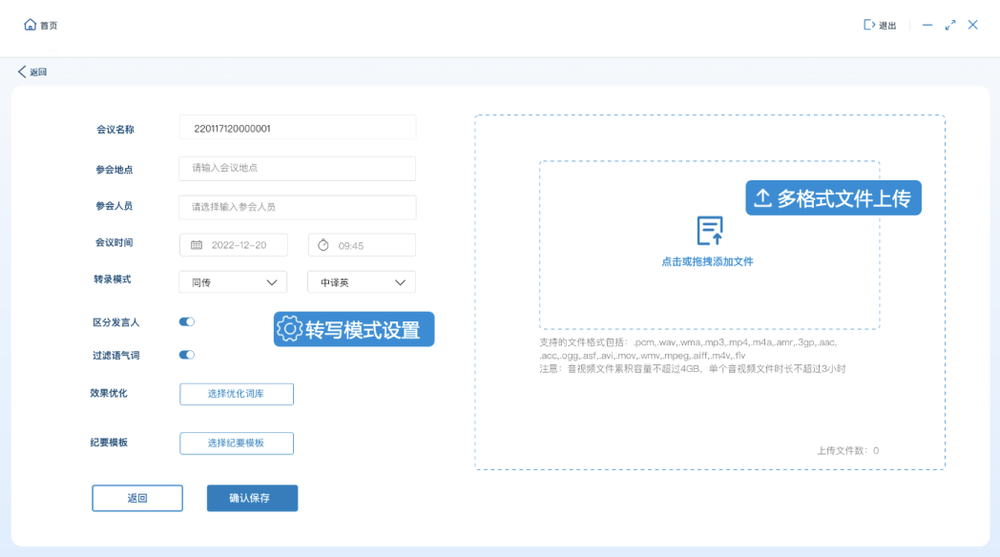 首页
退出
返回
会议名称
220117120000001
参会地点
请输入会议地点
参会人员
请选择输入参会人员
会议时间
2022-12-20
09:45
转录模式
同传
中译英
区分发言人
转写模式设置
过滤语气词
效果优化
选择优化词库
纪要模板
选择纪要模板
返回
确认保存
多格式文件上传
点击或拖拽添加文件
支持的文件格式包括：.pcm,.wav,.wma,.mp3,.mp4,.m4a,.amr,.3gp,.aac,
.acc,.ogg,.asf,.avi,.mov,.wmv,.mpeg,.aiff,.m4v,.flv
注意：音视频文件累积容量不超过4GB，单个音视频文件时长不超过3小时
上传文件数：0